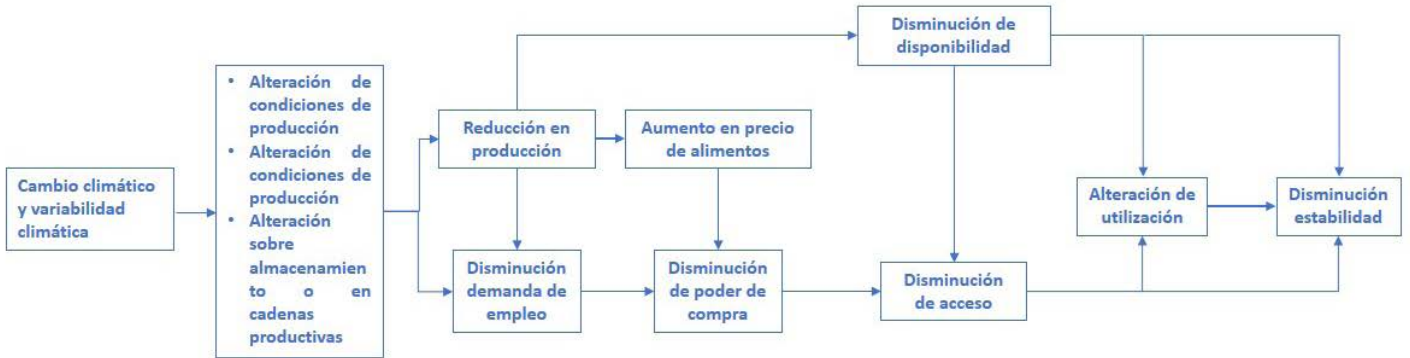 Cambio climático
y variabilidad
climática
• Alteración de
condiciones de
producción
• Alteración de
condiciones de
producción
• Alteración
sobre
almacenamien
to o en
cadenas
productivas
Reducción en
producción
Aumento en precio
de alimentos
Disminución
demanda de
empleo
Disminución
de poder de
compra
Disminución de
disponibilidad
Disminución
de acceso
Alteración de
utilización
Disminución
estabilidad